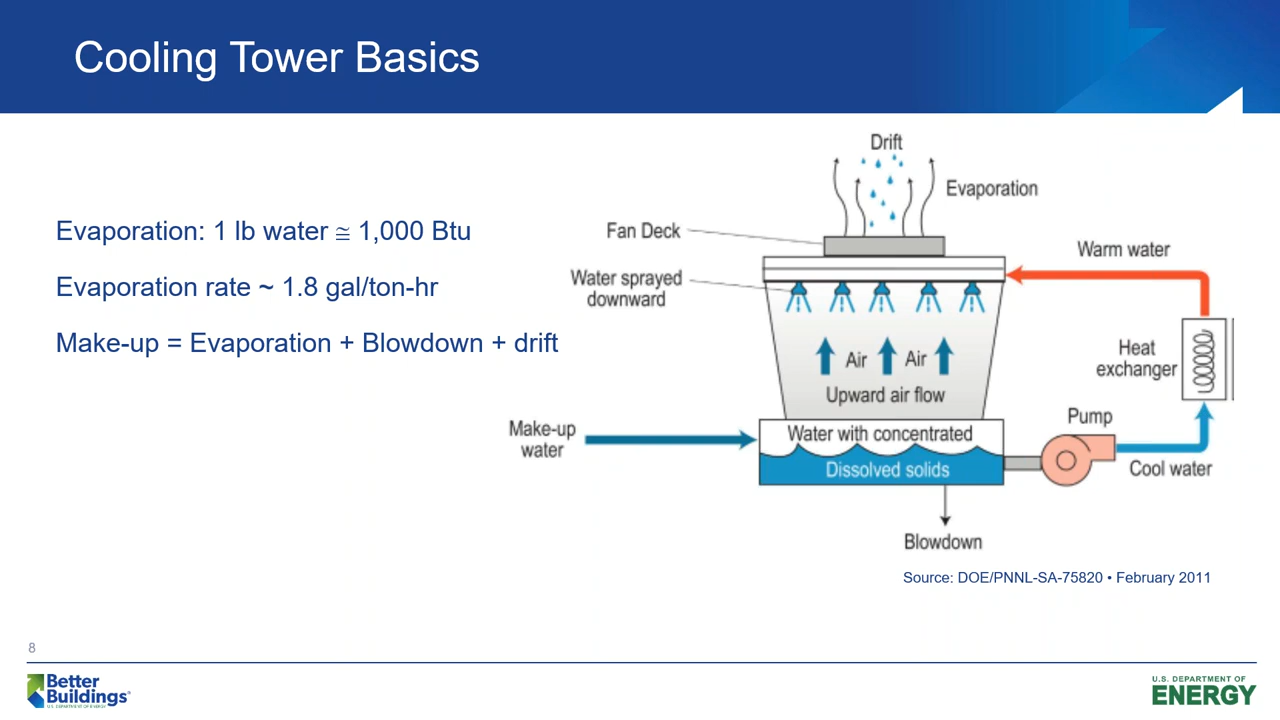 Cooling Tower Basics
Evaporation: 1 lb water ≅ 1,000 Btu
Evaporation rate ~ 1.8 gal/ton-hr
Make-up = Evaporation + Blowdown + drift
Drift
Evaporation
Fan Deck
Water sprayed
downward
Warm water
Air
Air
Upward air flow
Heat
exchanger
Make-up
water
Water with concentrated
Dissolved solids
Pump
Cool water
Blowdown
Source: DOE/PNNL-SA-75820 • February 2011
8
Better
Buildings®
U.S. DEPARTMENT OF ENERGY
U.S. DEPARTMENT OF
ENERGY